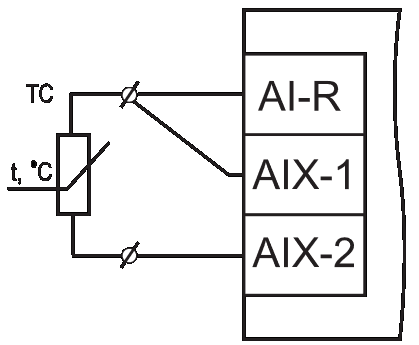 TC
AI-R
t, °C
AIX-1
AIX-2